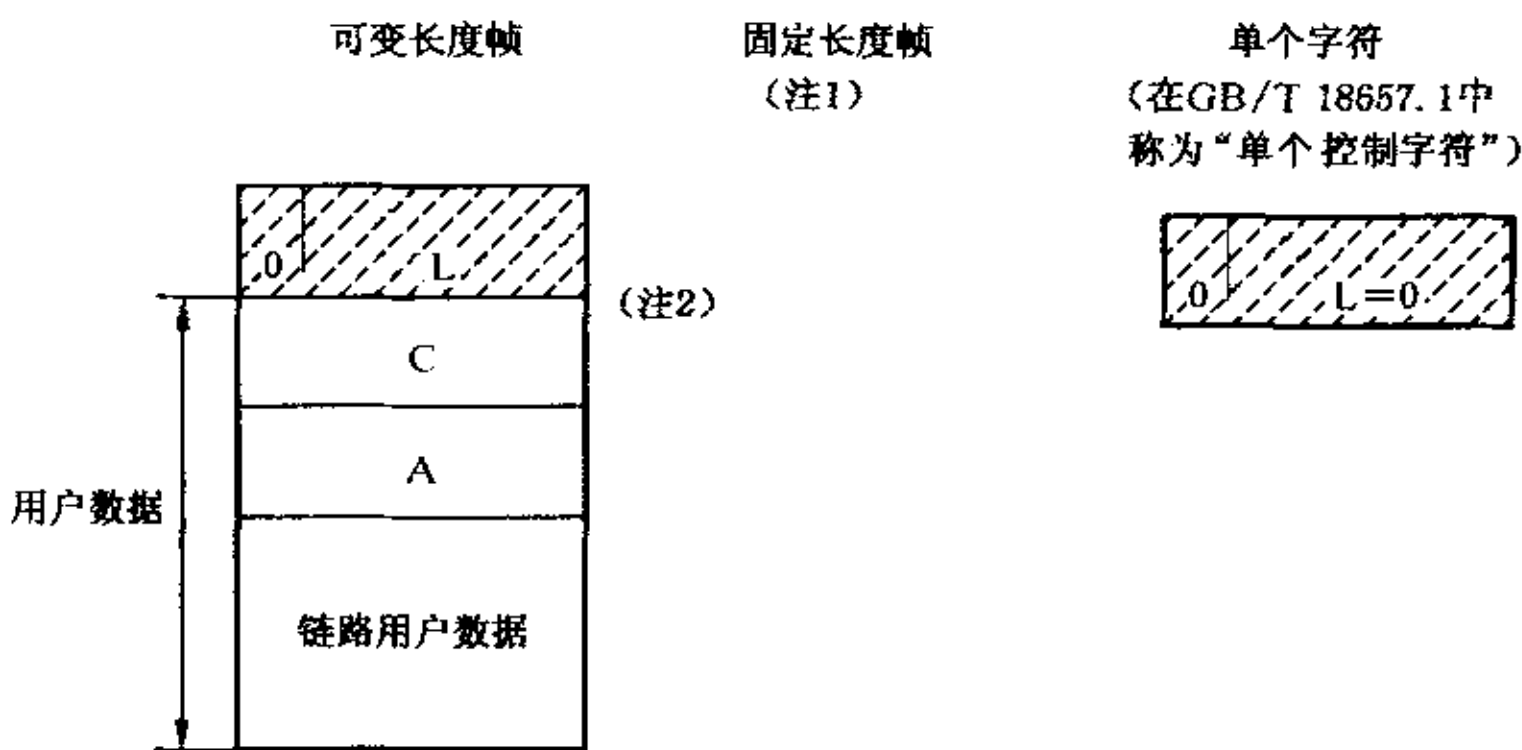 可变长度帧
固定长度帧
（注1）
单个字符
（在GB/T 18657.1中
称为“单个控制字符”）
0 L
（注2）
C
A
用户数据
链路用户数据
0 L=0